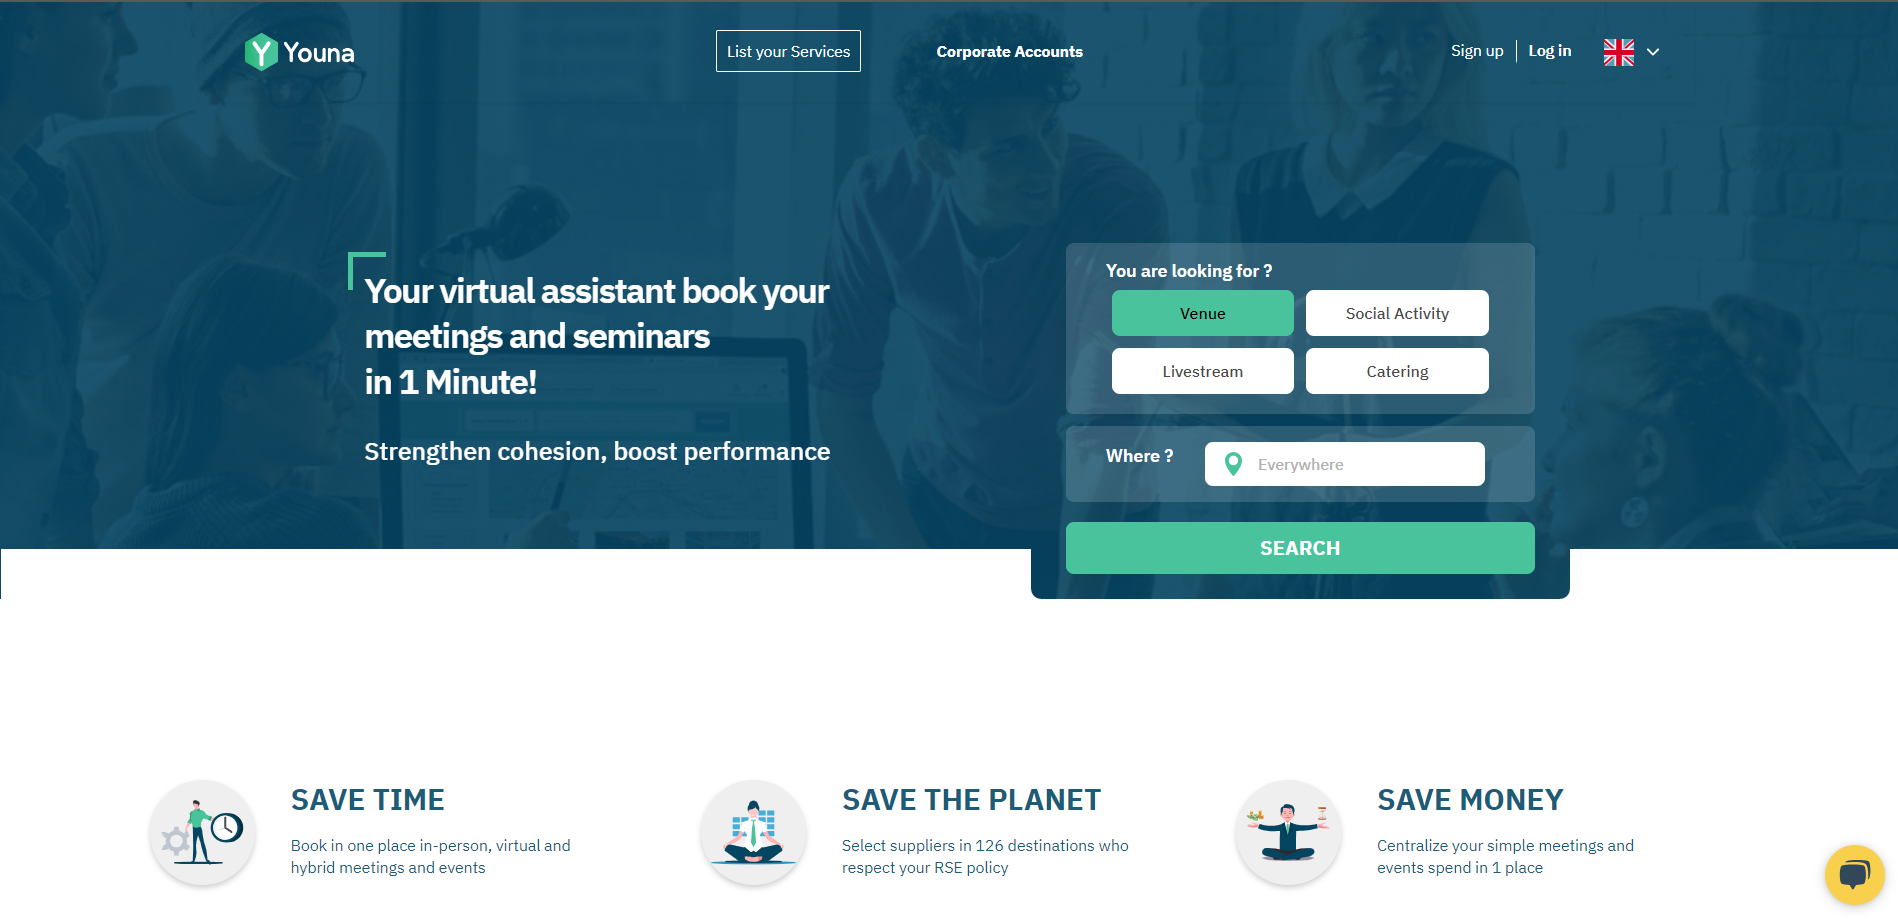 Youna
List your Services
Corporate Accounts
Sign up
Log in
Your virtual assistant book your
meetings and seminars
in 1 Minute!
Strengthen cohesion, boost performance
You are looking for ?
Venue
Social Activity
Livestream
Catering
Where ?
Everywhere
SEARCH
SAVE TIME
Book in one place in-person, virtual and
hybrid meetings and events
SAVE THE PLANET
Select suppliers in 126 destinations who
respect your RSE policy
SAVE MONEY
Centralize your simple meetings and
events spend in 1 place